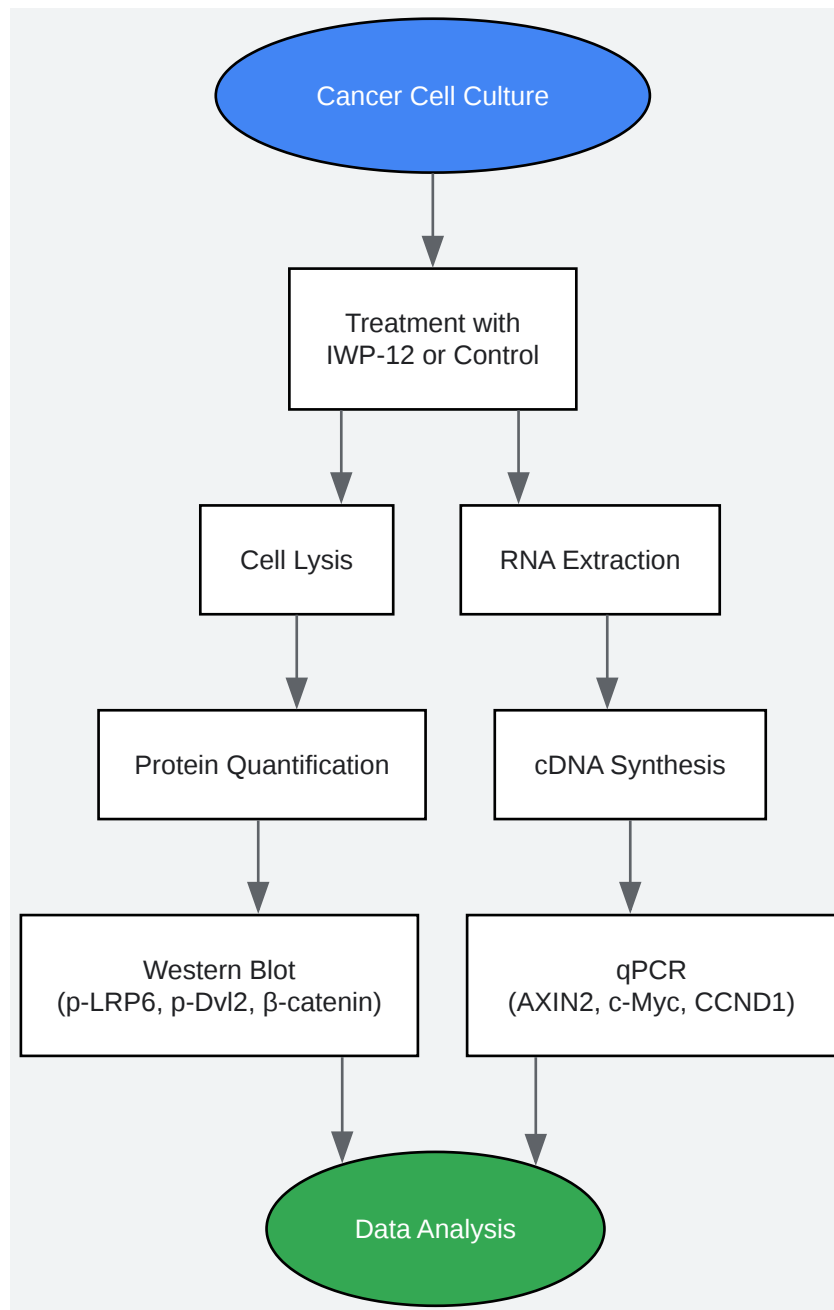 Cancer Cell Culture
Treatment with
IWP-12 or Control
Cell Lysis
RNA Extraction
Protein Quantification
cDNA Synthesis
Western Blot
(p-LRP6, p-Dvl2, β-catenin)
qPCR
(AXIN2, c-Myc, CCND1)
Data Analysis